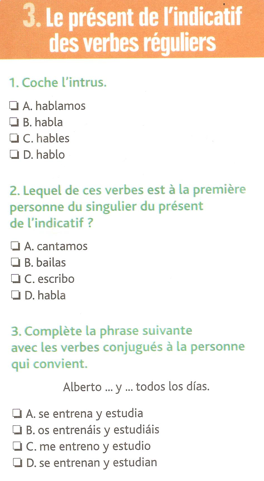 3. Le présent de l'indicatif
des verbes réguliers
1. Coche l'intrus.
❑ A. hablamos
❑ B. habla
❑ C. hables
❑ D. hablo
2. Lequel de ces verbes est à la première
personne du singulier du présent
de l'indicatif ?
❑ A. cantamos
❑ B. bailas
❑ C. escribo
❑ D. habla
3. Complète la phrase suivante
avec les verbes conjugués à la personne
qui convient.
Alberto ... y ... todos los días.
❑ A. se entrena y estudia
❑ B. os entrenáis y estudiáis
❑ C. me entreno y estudio
❑ D. se entrenan y estudian